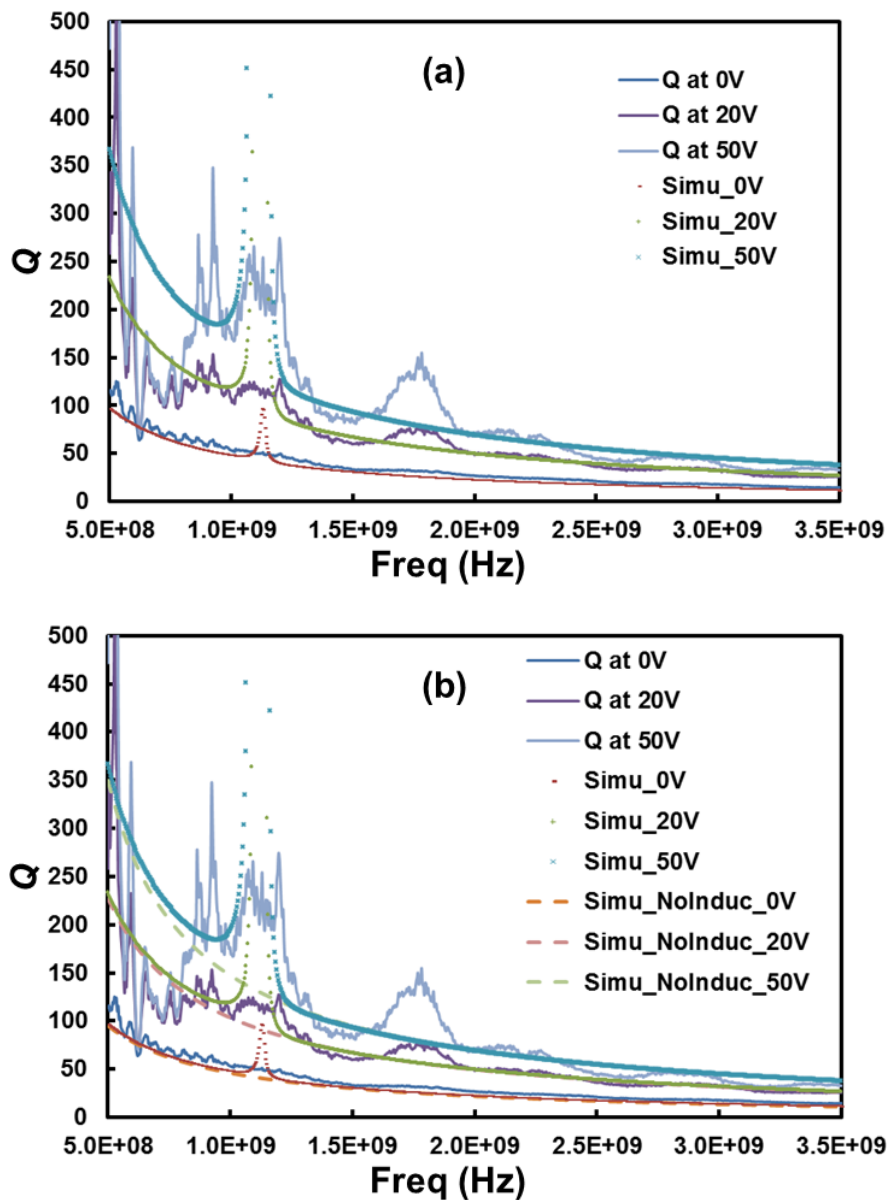 500
450
400
350
300
250
200
150
100
50
0
Q
(a)
Q at 0V
Q at 20V
Q at 50V
Simu_0V
Simu_20V
Simu_50V
5.0E+08 1.0E+09 1.5E+09 2.0E+09 2.5E+09 3.0E+09 3.5E+09
Freq (Hz)
500
450
400
350
300
250
200
150
100
50
0
Q
(b)
Q at 0V
Q at 20V
Q at 50V
Simu_0V
Simu_20V
Simu_50V
Simu_NoInduc_0V
Simu_NoInduc_20V
Simu_NoInduc_50V
5.0E+08 1.0E+09 1.5E+09 2.0E+09 2.5E+09 3.0E+09 3.5E+09
Freq (Hz)